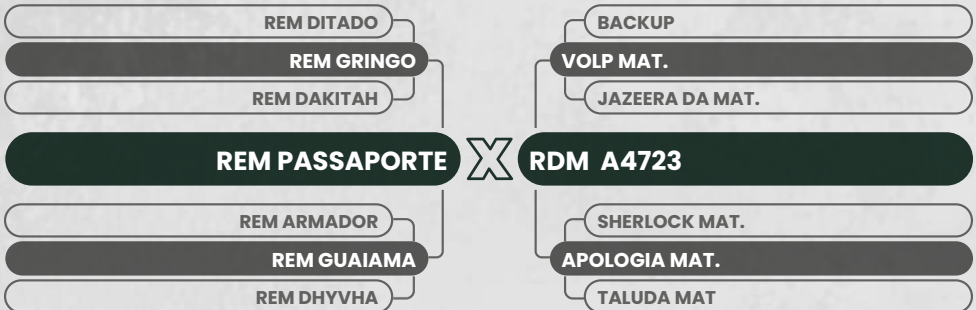 REM DITADO BACKUP
REM GRINGO VOLP MAT.
REM DAKITAH JAZEERA DA MAT.
REM PASSAPORTE X RDM A4723
REM ARMADOR SHERLOCK MAT.
REM GUAIAMA APOLOGIA MAT.
REM DHYVHA TALUDA MAT